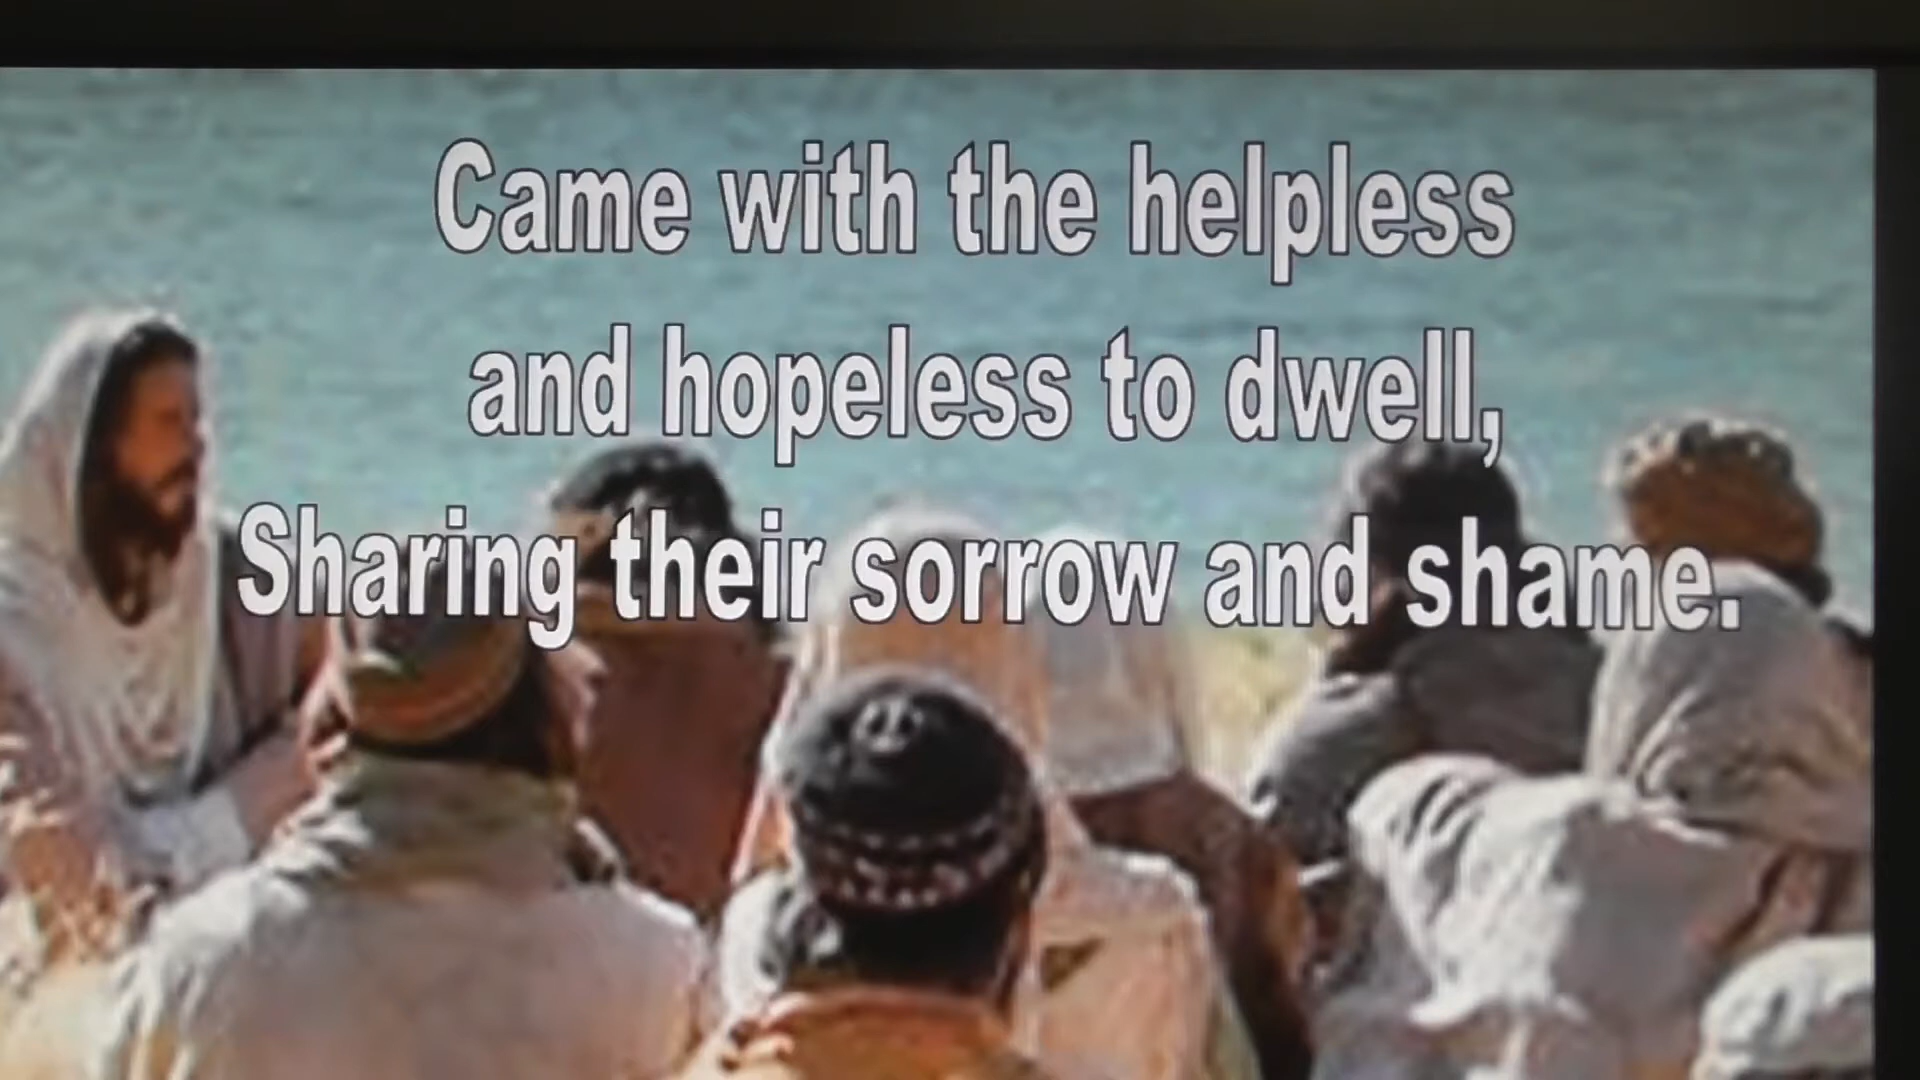 Came with the helpless
and hopeless to dwell,
Sharing their sorrow and shame.